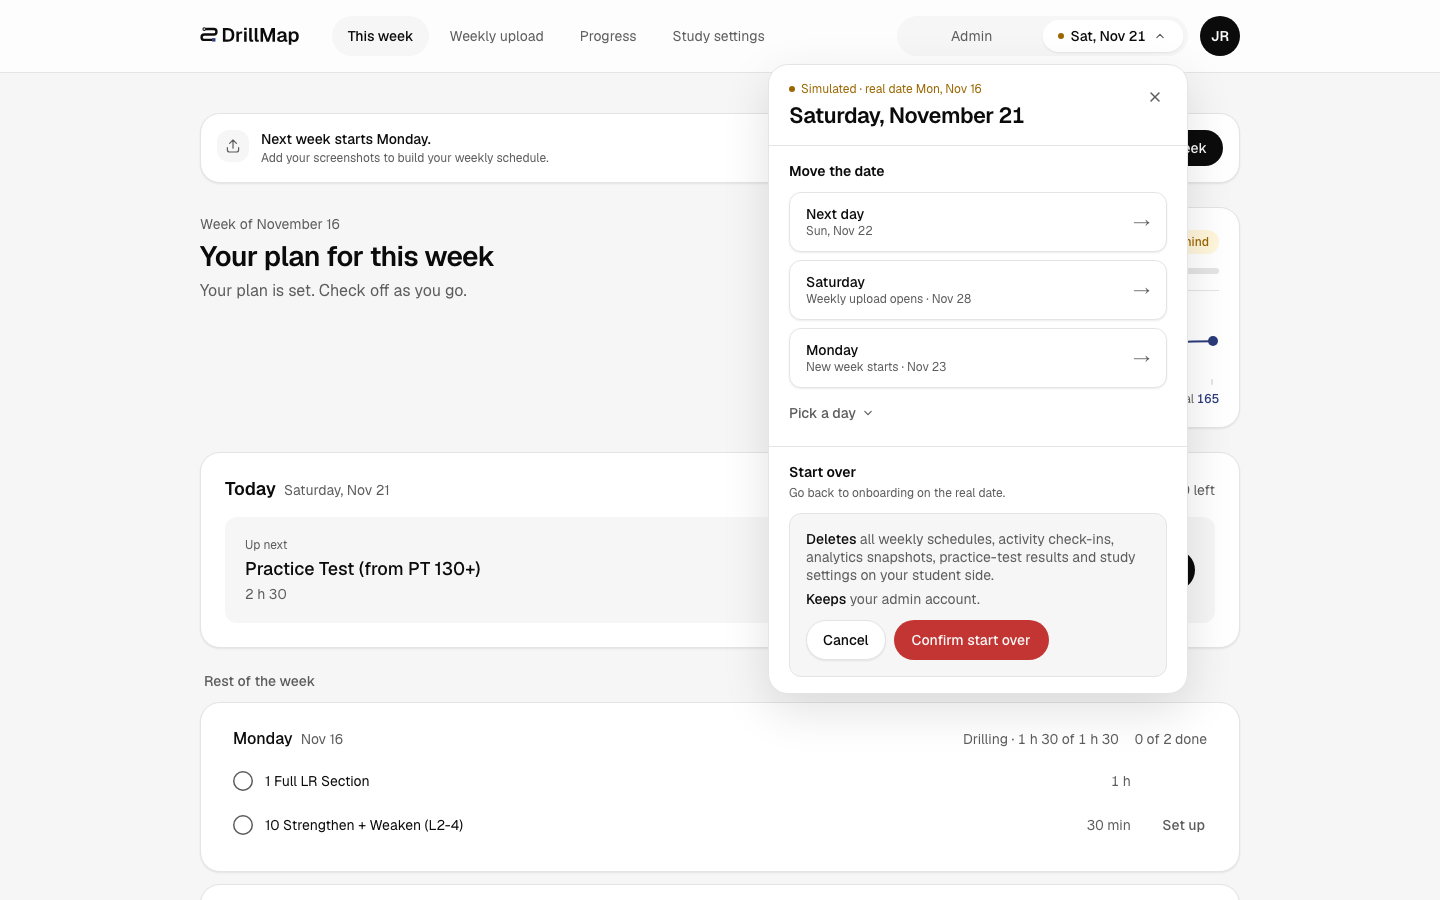 DrillMap
This week
Weekly upload
Progress
Study settings
Admin
Sat, Nov 21
JR
Next week starts Monday.
Add your screenshots to build your weekly schedule.
Week of November 16
Your plan for this week
Your plan is set. Check off as you go.
165
Simulated · real date Mon, Nov 16
Saturday, November 21
Move the date
Next day
Sun, Nov 22
Saturday
Weekly upload opens · Nov 28
Monday
New week starts · Nov 23
Pick a day
Start over
Go back to onboarding on the real date.
Deletes all weekly schedules, activity check-ins,
analytics snapshots, practice-test results and study
settings on your student side.
Keeps your admin account.
Cancel
Confirm start over
Today Saturday, Nov 21
left
Up next
Practice Test (from PT 130+)
2 h 30
Rest of the week
Monday Nov 16
Drilling · 1 h 30 of 1 h 30
0 of 2 done
1 Full LR Section
1 h
10 Strengthen + Weaken (L2-4)
30 min
Set up